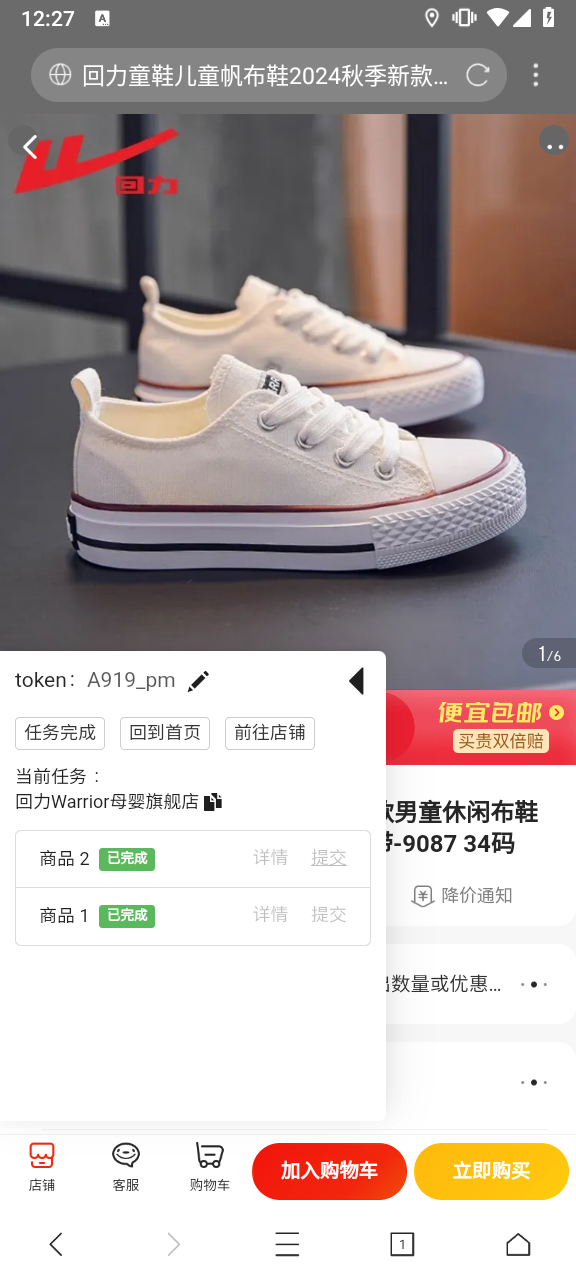 12:27
回力童鞋儿童帆布鞋2024秋季新款...
回力
1/6
token： A919_pm
便宜包邮
买贵双倍赔
任务完成 回到首页 前往店铺
当前任务：
回力Warrior母婴旗舰店
男童休闲布鞋
-9087 34码
商品 2 已完成 详情 提交
降价通知
商品 1 已完成 详情 提交
出数量或优惠...
店铺 客服 购物车 加入购物车 立即购买
1